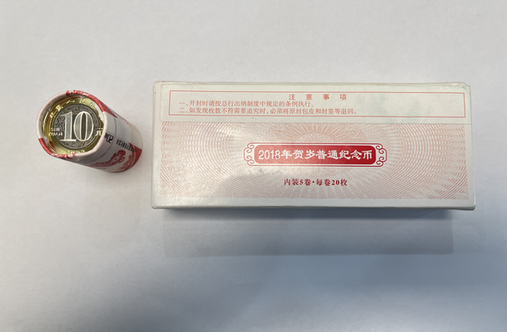 10
注意事项
一、开封时请按总行出纳制度中规定的条例执行。
二、如发现枚数不符需要追究时，必须将原封包皮和封签等退回。
2018年贺岁普通纪念币
内装5卷·每卷20枚